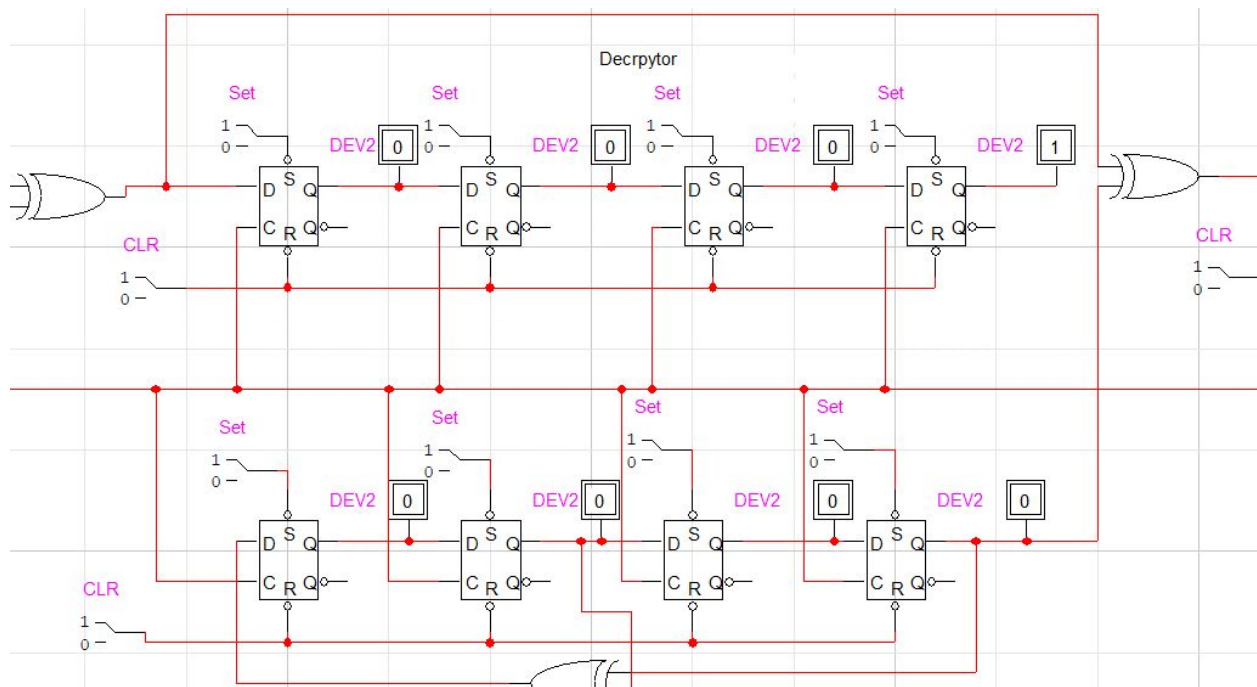 Decrpytor
Set Set Set Set
1 1 1 1
0 0 0 0
DEV2 0 DEV2 0 DEV2 0 DEV2 1
D S Q D S Q D S Q D S Q
C R Q C R Q C R Q C R Q
CLR CLR
1 1
0 0
Set Set Set Set
1 1 1 1
0 0 0 0
DEV2 0 DEV2 0 DEV2 0 DEV2 0
D S Q D S Q D S Q D S Q
C R Q C R Q C R Q C R Q
CLR
1
0